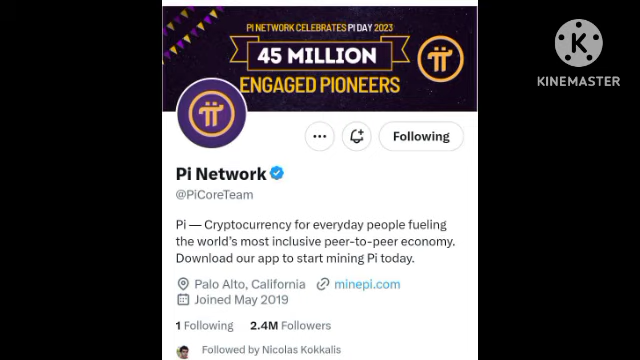 PI NETWORK CELEBRATES PI DAY 2023
45 MILLION
ENGAGED PIONEERS
KINEMASTER
Following
Pi Network
@PiCoreTeam
Pi — Cryptocurrency for everyday people fueling
the world's most inclusive peer-to-peer economy.
Download our app to start mining Pi today.
Palo Alto, California minepi.com
Joined May 2019
1 Following 2.4M Followers
Followed by Nicolas Kokkalis